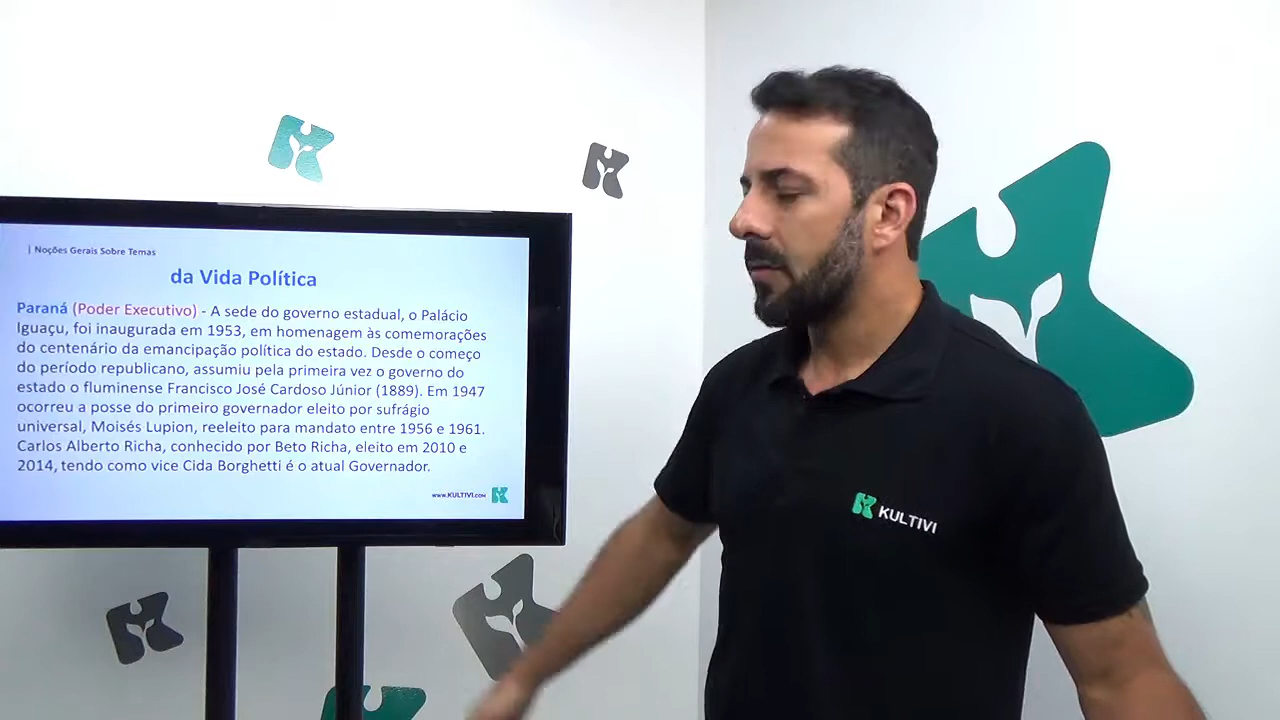 | Noções Gerais Sobre Temas
da Vida Política
Paraná (Poder Executivo) - A sede do governo estadual, o Palácio
Iguaçu, foi inaugurada em 1953, em homenagem às comemorações
do centenário da emancipação política do estado. Desde o começo
do período republicano, assumiu pela primeira vez o governo do
estado o fluminense Francisco José Cardoso Júnior (1889). Em 1947
ocorreu a posse do primeiro governador eleito por sufrágio
universal, Moisés Lupion, reeleito para mandato entre 1956 e 1961.
Carlos Alberto Richa, conhecido por Beto Richa, eleito em 2010 e
2014, tendo como vice Cida Borghetti é o atual Governador.
www.KULTIVI.com
KULTIVI